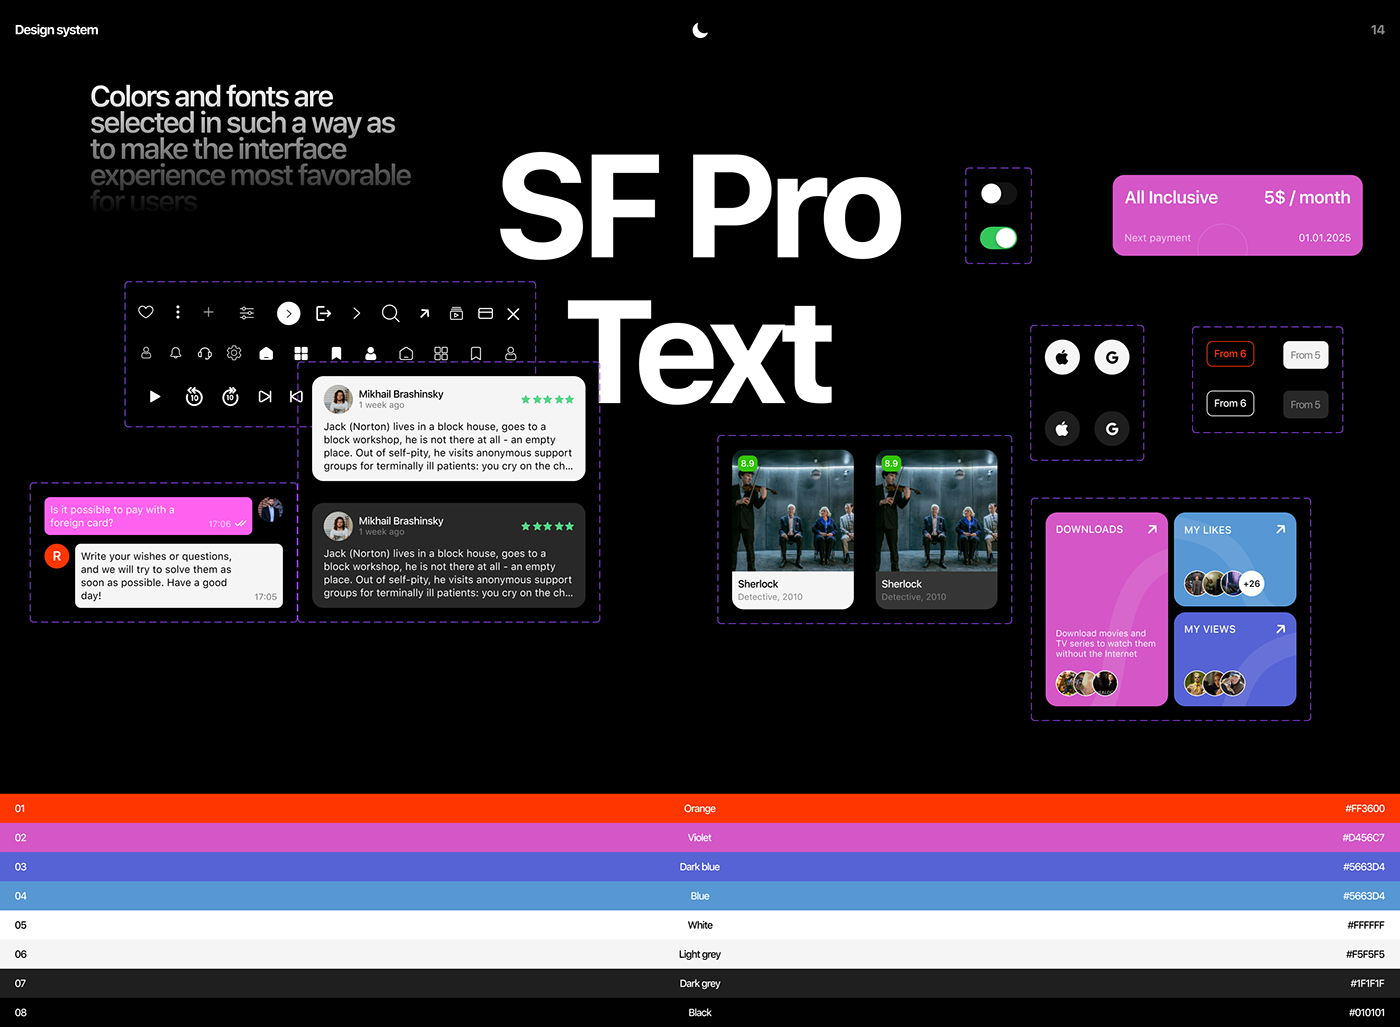 Design system
14
Colors and fonts are
selected in such a way as
to make the interface
experience most favorable
for users
SF Pro
Text
All Inclusive
5$ / month
Next payment
01.01.2025
10
10
From 6
From 5
From 6
From 5
Mikhail Brashinsky
1 week ago
Jack (Norton) lives in a block house, goes to a
block workshop, he is not there at all - an empty
place. Out of self-pity, he visits anonymous support
groups for terminally ill patients: you cry on the ch...
Mikhail Brashinsky
1 week ago
Jack (Norton) lives in a block house, goes to a
block workshop, he is not there at all - an empty
place. Out of self-pity, he visits anonymous support
groups for terminally ill patients: you cry on the ch...
Is it possible to pay with a
foreign card?
17:06
R
Write your wishes or questions,
and we will try to solve them as
soon as possible. Have a good
day!
17:05
8.9
Sherlock
Detective, 2010
8.9
Sherlock
Detective, 2010
G
G
DOWNLOADS
Download movies and
TV series to watch them
without the Internet
MY LIKES
+26
MY VIEWS
01
Orange
#FF3600
02
Violet
#D456C7
03
Dark blue
#5663D4
04
Blue
#5663D4
05
White
#FFFFFF
06
Light grey
#F5F5F5
07
Dark grey
#1F1F1F
08
Black
#010101